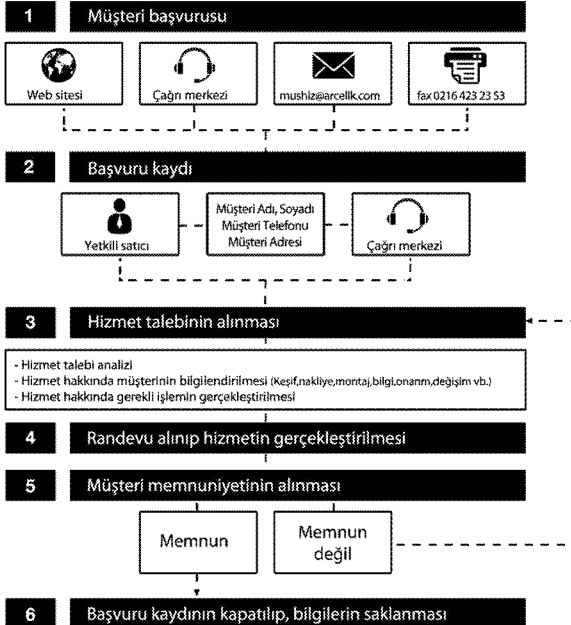 1 Müşteri başvurusu
Web sitesi
Çağrı merkezi
mushiz@arcelik.com
fax 0216 423 23 53
2 Başvuru kaydı
Yetkili satıcı
Müşteri Adı, Soyadı
Müşteri Telefonu
Müşteri Adresi
Çağrı merkezi
3 Hizmet talebinin alınması
- Hizmet talebi analizi
- Hizmet hakkında müşterinin bilgilendirilmesi (Keşif,nakliye,montaj,bilgi,onarım,değişim vb.)
- Hizmet hakkında gerekli işlemin gerçekleştirilmesi
4 Randevu alınıp hizmetin gerçekleştirilmesi
5 Müşteri memnuniyetinin alınması
Memnun
Memnun
değil
6 Başvuru kaydının kapatılıp, bilgilerin saklanması